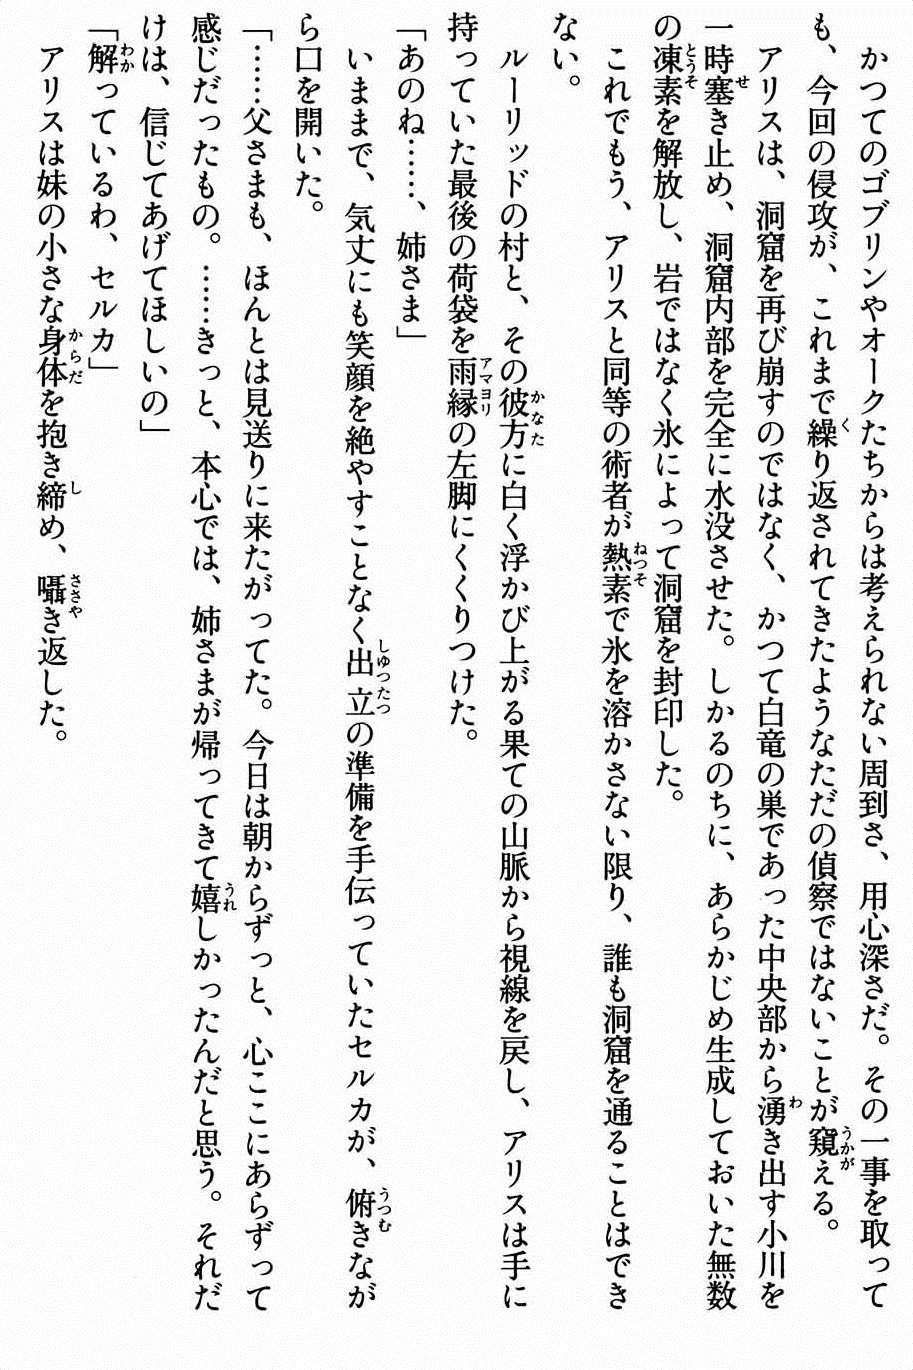 かつてのゴブリンやオークたちからは考えられない周到さ、用心深さだ。その一事を取って
も、今回の侵攻が、これまで繰り返されてきたようなただの偵察ではないことが窺える。
アリスは、洞窟を再び崩すのではなく、かつて白竜の巣であった中央部から湧き出す小川を
一時塞き止め、洞窟内部を完全に水没させた。しかるのちに、あらかじめ生成しておいた無数
の凍素を解放し、岩ではなく氷によって洞窟を封印した。
これでもう、アリスと同等の術者が熱素で氷を溶かさない限り、誰も洞窟を通ることはでき
ない。
ルーリッドの村と、その彼方に白く浮かび上がる果ての山脈から視線を戻し、アリスは手に
持っていた最後の荷袋を雨縁の左脚にくくりつけた。
「あのね……、姉さま」
いままで、気丈にも笑顔を絶やすことなく出立の準備を手伝っていたセルカが、俯きなが
ら口を開いた。
「……父さまも、ほんとは見送りに来たがってた。今日は朝からずっと、心ここにあらずって
感じだったもの。……きっと、本心では、姉さまが帰ってきて嬉しかったんだと思う。それだ
けは、信じてあげてほしいの」
「解っているわ、セルカ」
アリスは妹の小さな身体を抱き締め、囁き返した。